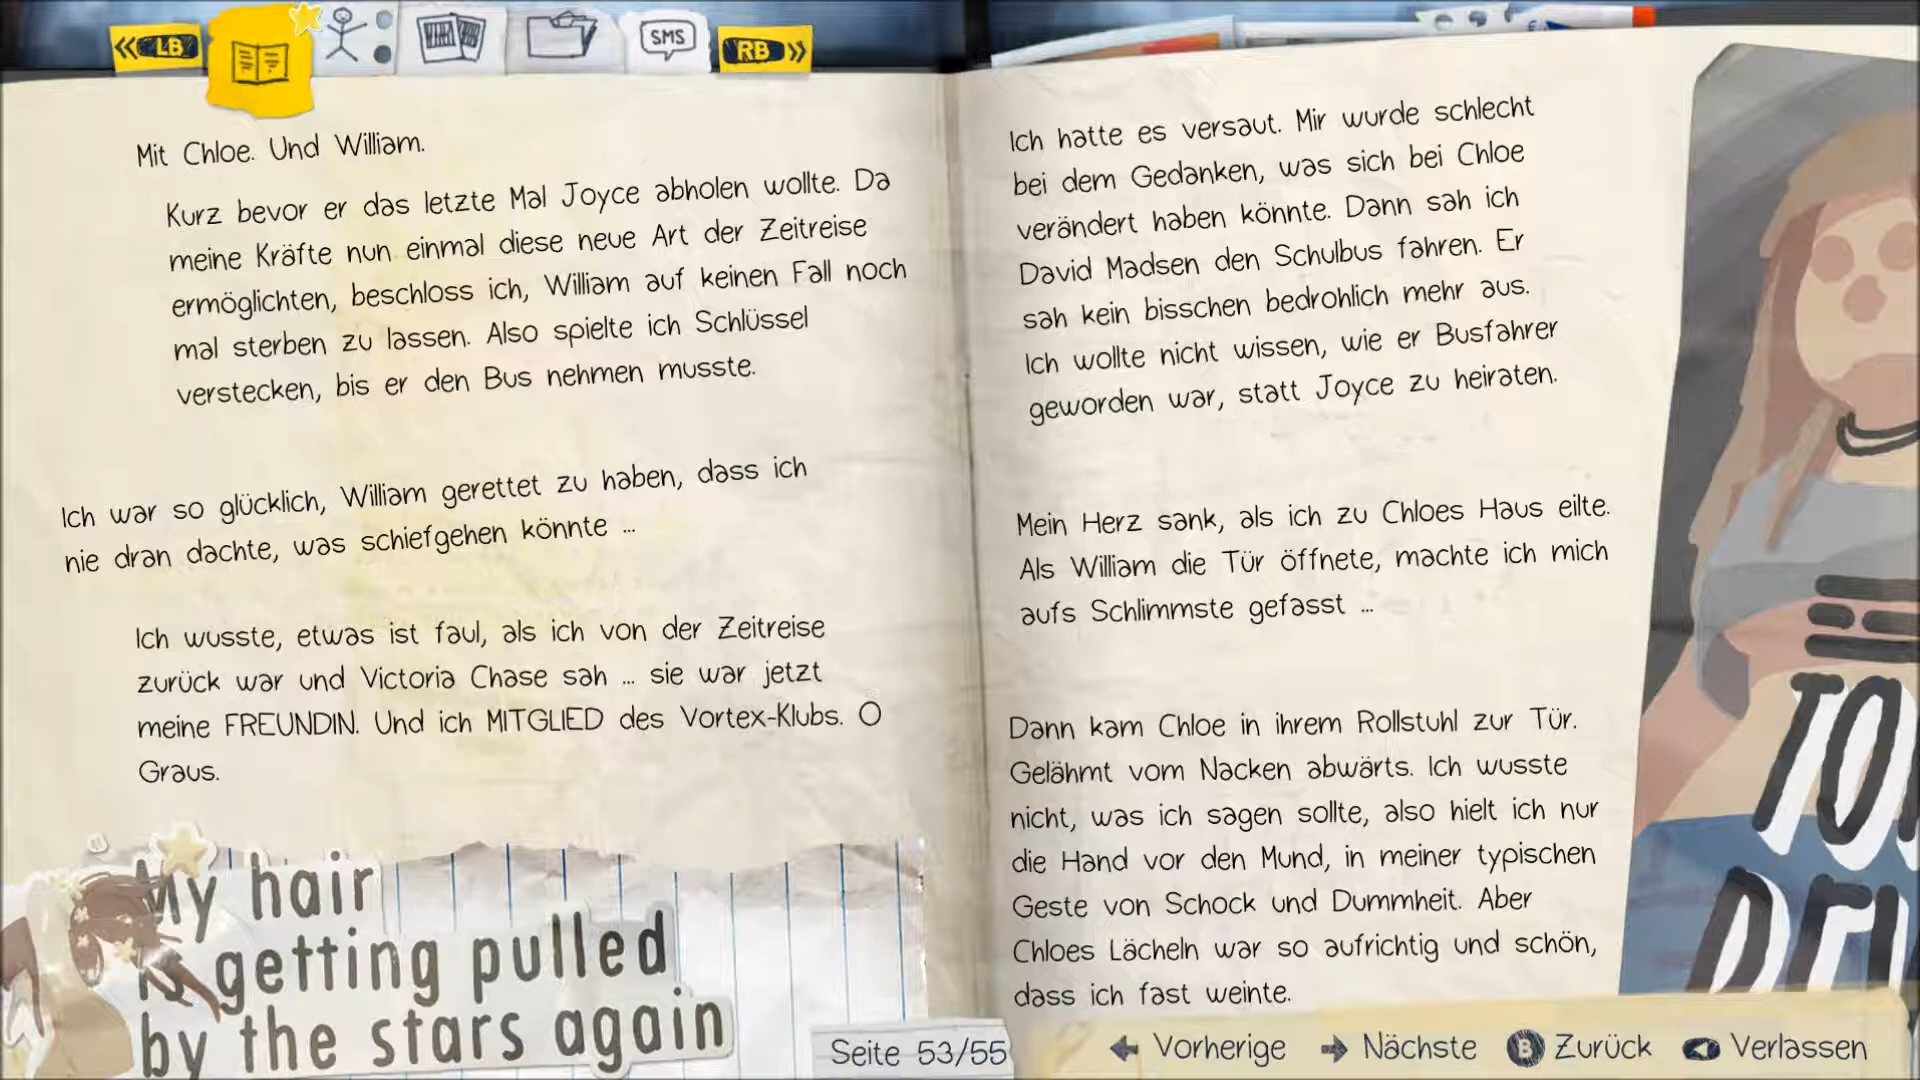 LB
SMS
RB
Mit Chloe. Und William.
Kurz bevor er das letzte Mal Joyce abholen wollte. Da
meine Kräfte nun einmal diese neue Art der Zeitreise
ermöglichten, beschloss ich, William auf keinen Fall noch
mal sterben zu lassen. Also spielte ich Schlüssel
verstecken, bis er den Bus nehmen musste.
Ich war so glücklich, William gerettet zu haben, dass ich
nie dran dachte, was schiefgehen könnte ...
Ich wusste, etwas ist faul, als ich von der Zeitreise
zurück war und Victoria Chase sah ... sie war jetzt
meine FREUNDIN. Und ich MITGLIED des Vortex-Klubs. O
Graus.
My hair
is getting pulled
by the stars again
Ich hatte es versaut. Mir wurde schlecht
bei dem Gedanken, was sich bei Chloe
verändert haben könnte. Dann sah ich
David Madsen den Schulbus fahren. Er
sah kein bisschen bedrohlich mehr aus.
Ich wollte nicht wissen, wie er Busfahrer
geworden war, statt Joyce zu heiraten.
Mein Herz sank, als ich zu Chloes Haus eilte.
Als William die Tür öffnete, machte ich mich
aufs Schlimmste gefasst ...
Dann kam Chloe in ihrem Rollstuhl zur Tür.
Gelähmt vom Nacken abwärts. Ich wusste
nicht, was ich sagen sollte, also hielt ich nur
die Hand vor den Mund, in meiner typischen
Geste von Schock und Dummheit. Aber
Chloes Lächeln war so aufrichtig und schön,
dass ich fast weinte.
Seite 53/55
Vorherige
Nächste
B Zurück
Verlassen